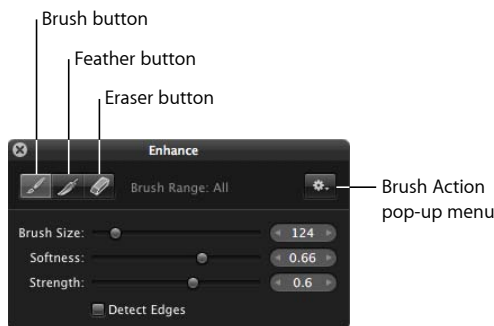 Brush button
Feather button
Eraser button
Enhance
Brush Range: All
Brush Action
pop-up menu
Brush Size: 124
Softness: 0.66
Strength: 0.6
Detect Edges